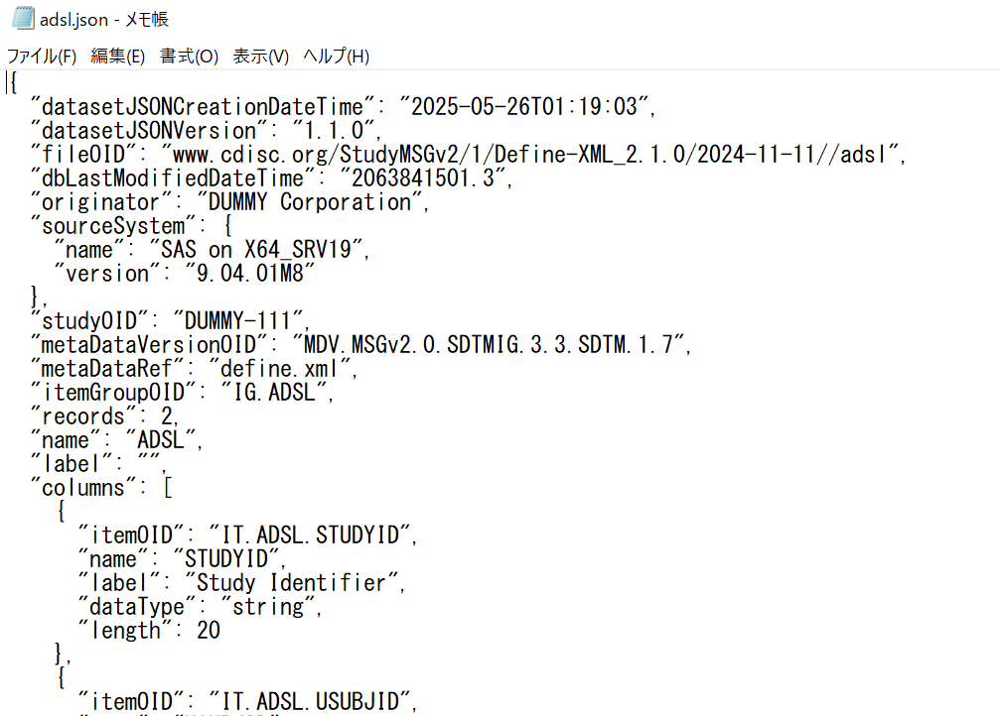 adsl.json - メモ帳
ファイル(F) 編集(E) 書式(O) 表示(V) ヘルプ(H)
{
  "datasetJSONCreationDateTime": "2025-05-26T01:19:03",
  "datasetJSONVersion": "1.1.0",
  "fileOID": "www.cdisc.org/StudyMSGv2/1/Define-XML_2.1.0/2024-11-11//adsl",
  "dbLastModifiedDateTime": "2063841501.3",
  "originator": "DUMMY Corporation",
  "sourceSystem": {
    "name": "SAS on X64_SRV19",
    "version": "9.04.01M8"
  },
  "studyOID": "DUMMY-111",
  "metaDataVersionOID": "MDV.MSGv2.0.SDTMIG.3.3.SDTM.1.7",
  "metaDataRef": "define.xml",
  "itemGroupOID": "IG.ADSL",
  "records": 2,
  "name": "ADSL",
  "label": "",
  "columns": [
    {
      "itemOID": "IT.ADSL.STUDYID",
      "name": "STUDYID",
      "label": "Study Identifier",
      "dataType": "string",
      "length": 20
    },
    {
      "itemOID": "IT.ADSL.USUBJID",